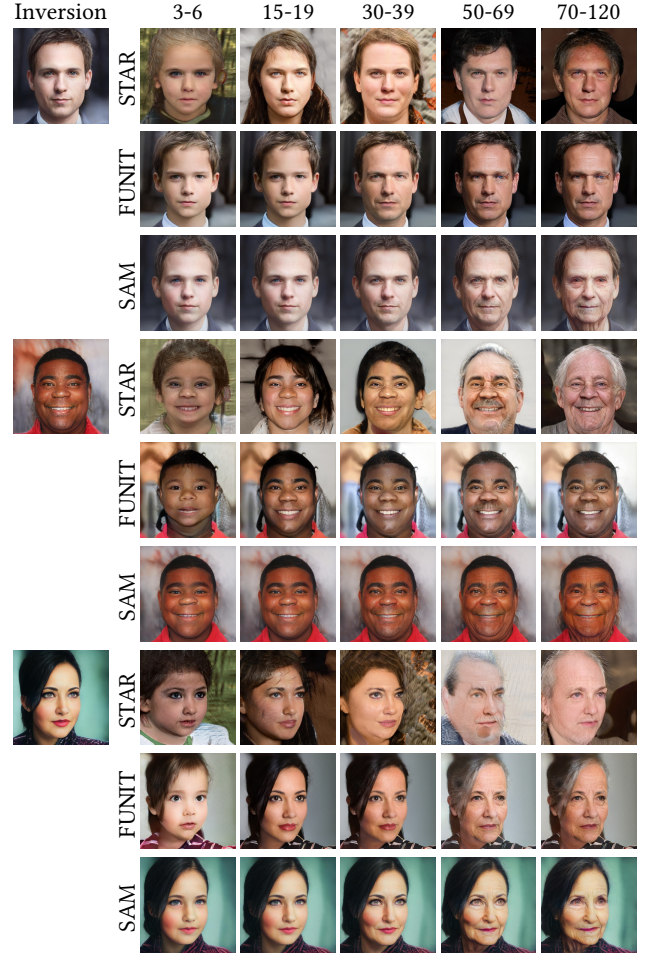 Inversion 3-6 15-19 30-39 50-69 70-120
STAR
FUNIT
SAM
STAR
FUNIT
SAM
STAR
FUNIT
SAM